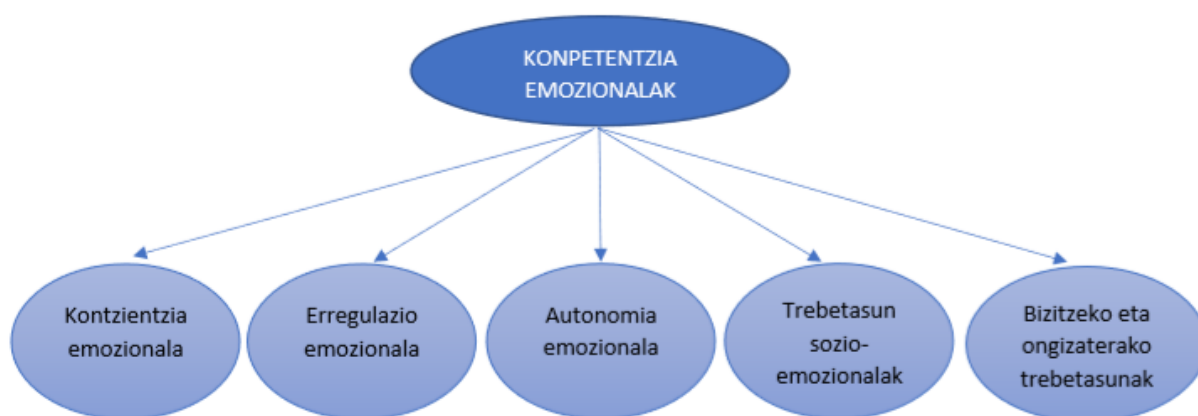 KONPETENTZIA
EMOZIONALAK
Kontzientzia
emozionala
Erregulazio
emozionala
Autonomia
emozionala
Trebetasun
sozio-
emozionalak
Bizitzeko eta
ongizaterako
trebetasunak